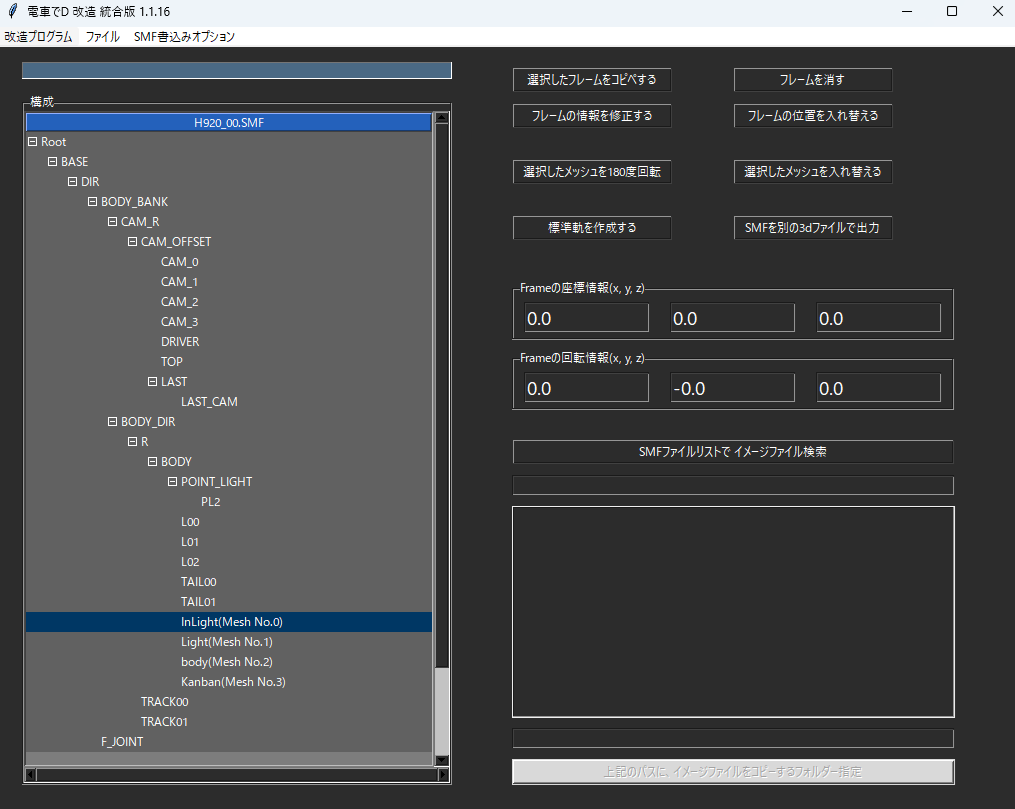 電車でD 改造 統合版 1.1.16
改造プログラム ファイル SMF書込みオプション
構成
H920_00.SMF
Root
BASE
DIR
BODY_BANK
CAM_R
CAM_OFFSET
CAM_0
CAM_1
CAM_2
CAM_3
DRIVER
TOP
LAST
LAST_CAM
BODY_DIR
R
BODY
POINT_LIGHT
PL2
L00
L01
L02
TAIL00
TAIL01
InLight(Mesh No.0)
Light(Mesh No.1)
body(Mesh No.2)
Kanban(Mesh No.3)
TRACK00
TRACK01
F_JOINT
選択したフレームをコピペする フレームを消す
フレームの情報を修正する フレームの位置を入れ替える
選択したメッシュを180度回転 選択したメッシュを入れ替える
標準軌を作成する SMFを別の3dファイルで出力
Frameの座標情報(x, y, z)
0.0 0.0 0.0
Frameの回転情報(x, y, z)
0.0 -0.0 0.0
SMFファイルリストで イメージファイル検索
上記のパスに、イメージファイルをコピーするフォルダー指定